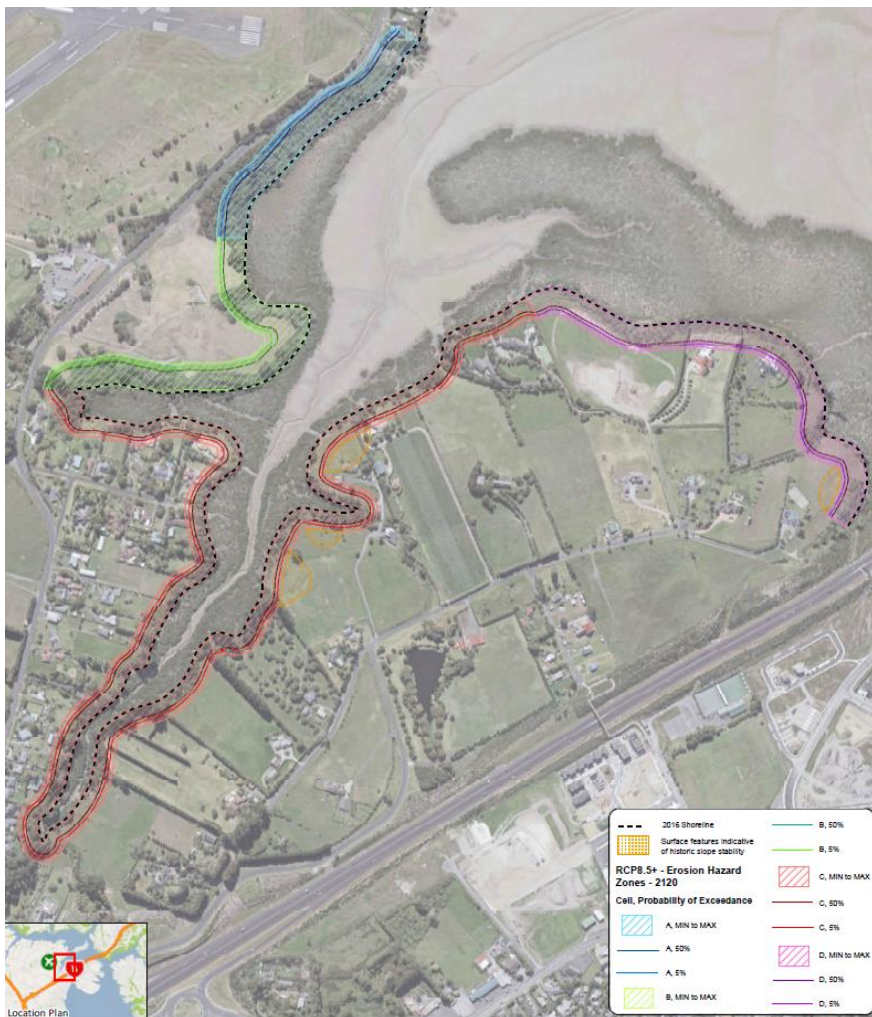 2016 Shoreline
Surface features indicative
of historic slope stability
RCP8.5+ - Erosion Hazard
Zones - 2120
Cell, Probability of Exceedance
A, MIN to MAX
A, 50%
A, 5%
B, MIN to MAX
B, 50%
B, 5%
C, MIN to MAX
C, 50%
C, 5%
D, MIN to MAX
D, 50%
D, 5%
Location Plan